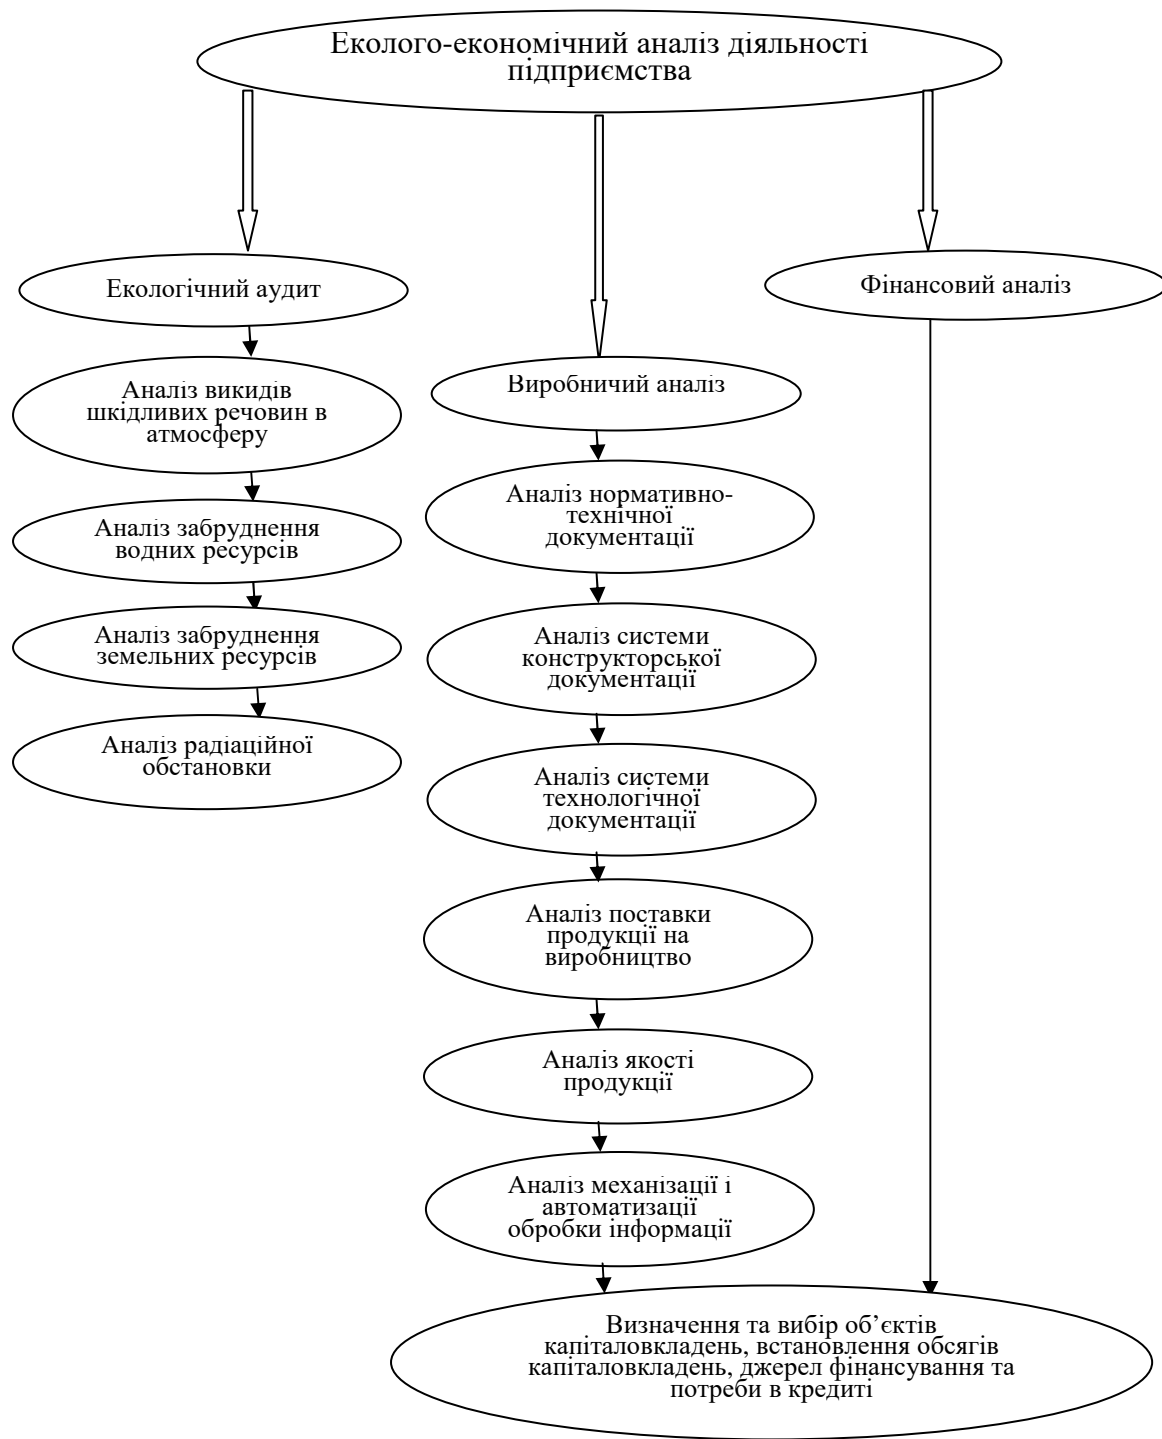 Еколого-економічний аналіз діяльності
підприємства
Екологічний аудит
Фінансовий аналіз
Аналіз викидів
шкідливих речовин в
атмосферу
Аналіз забруднення
водних ресурсів
Аналіз забруднення
земельних ресурсів
Аналіз радіаційної
обстановки
Виробничий аналіз
Аналіз нормативно-
технічної
документації
Аналіз системи
конструкторської
документації
Аналіз системи
технологічної
документації
Аналіз поставки
продукції на
виробництво
Аналіз якості
продукції
Аналіз механізації і
автоматизації
обробки інформації
Визначення та вибір об’єктів
капіталовкладень, встановлення обсягів
капіталовкладень, джерел фінансування та
потреби в кредиті